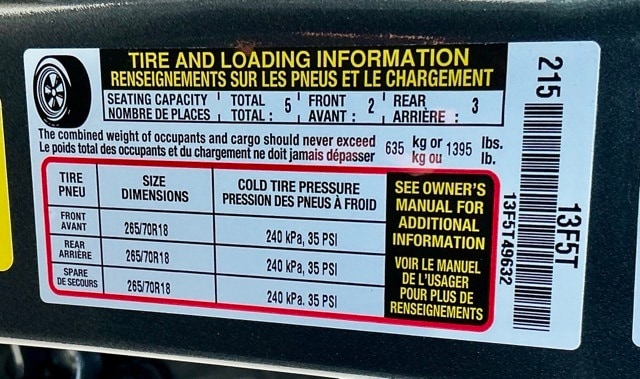 TIRE AND LOADING INFORMATION
RENSEIGNEMENTS SUR LES PNEUS ET LE CHARGEMENT
SEATING CAPACITY TOTAL 5 FRONT 2 REAR 3
NOMBRE DE PLACES TOTAL : AVANT : ARRIÈRE :
The combined weight of occupants and cargo should never exceed 635 kg or 1395 lbs.
Le poids total des occupants et du chargement ne doit jamais dépasser kg ou lb.
TIRE SIZE COLD TIRE PRESSURE
PNEU DIMENSIONS PRESSION DES PNEUS À FROID
FRONT
AVANT 265/70R18 240 kPa, 35 PSI
REAR
ARRIÈRE 265/70R18 240 kPa, 35 PSI
SPARE
DE SECOURS 265/70R18 240 kPa. 35 PSI
SEE OWNER'S
MANUAL FOR
ADDITIONAL
INFORMATION
VOIR LE MANUEL
DE L'USAGER
POUR PLUS DE
RENSEIGNEMENTS
215
13F5T
13F5T49632